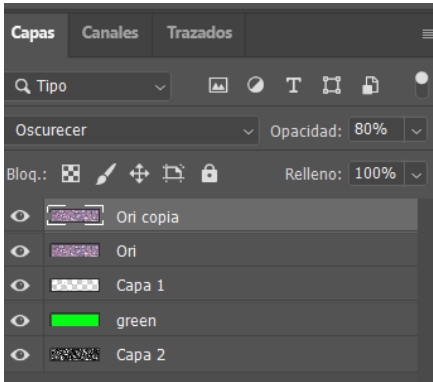 Capas Canales Trazados
Tipo
Oscurecer Opacidad: 80%
Bloq.: Relleno: 100%
Ori copia
Ori
Capa 1
green
Capa 2